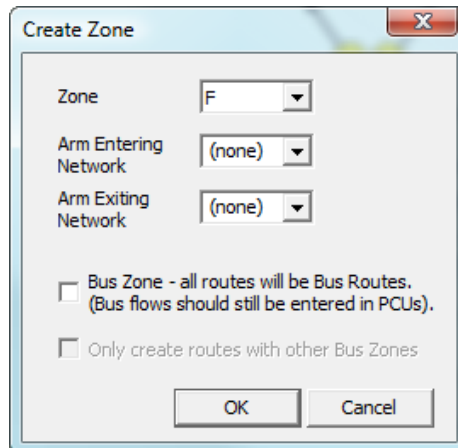 Create Zone
Zone
F
Arm Entering
Network
(none)
Arm Exiting
Network
(none)
Bus Zone - all routes will be Bus Routes.
(Bus flows should still be entered in PCUs).
Only create routes with other Bus Zones
OK
Cancel